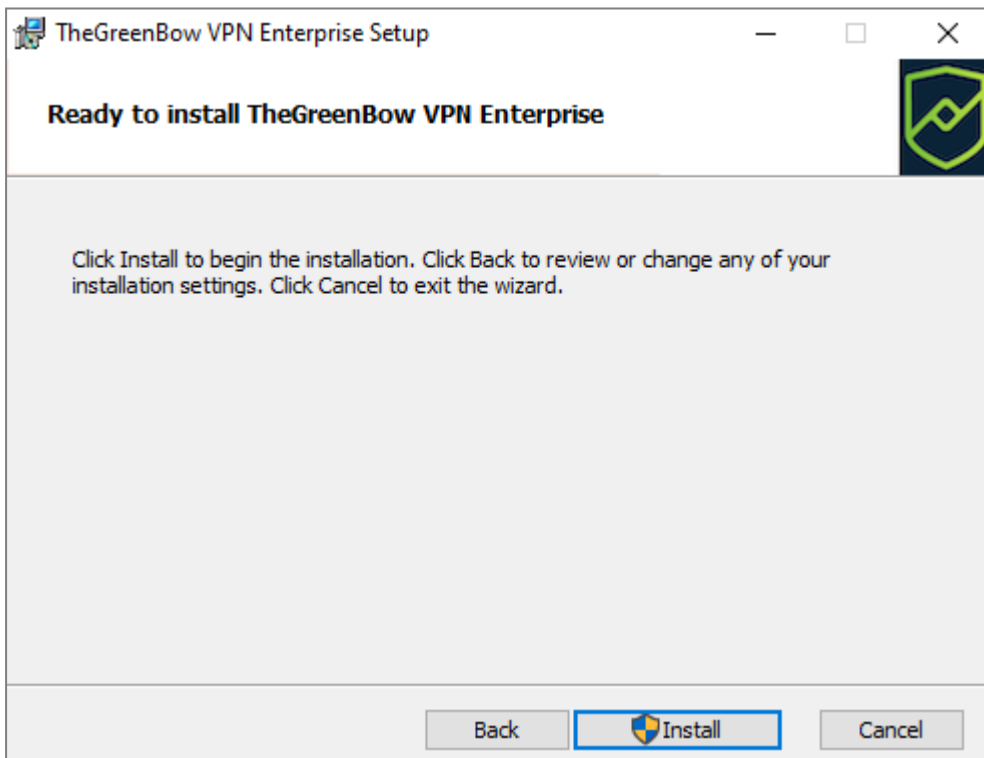 TheGreenBow VPN Enterprise Setup
Ready to install TheGreenBow VPN Enterprise
Click Install to begin the installation. Click Back to review or change any of your
installation settings. Click Cancel to exit the wizard.
Back
Install
Cancel